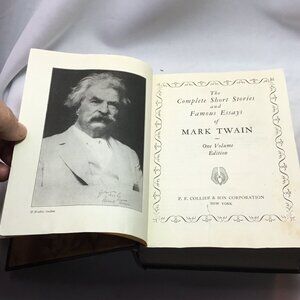 The
Complete Short Stories
and
Famous Essays
of
MARK TWAIN
One Volume
Edition
P. F. COLLIER & SON CORPORATION
NEW YORK